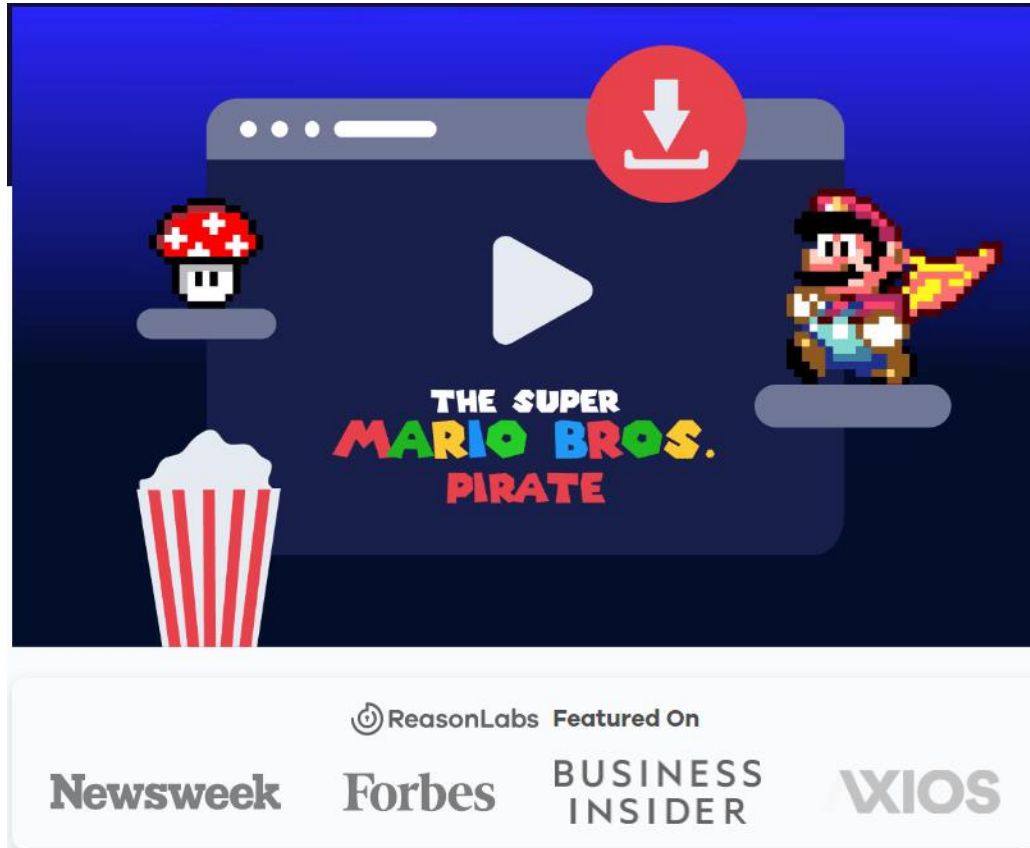 THE SUPER
MARIO BROS.
PIRATE
ReasonLabs Featured On
Newsweek Forbes BUSINESS INSIDER AXIOS